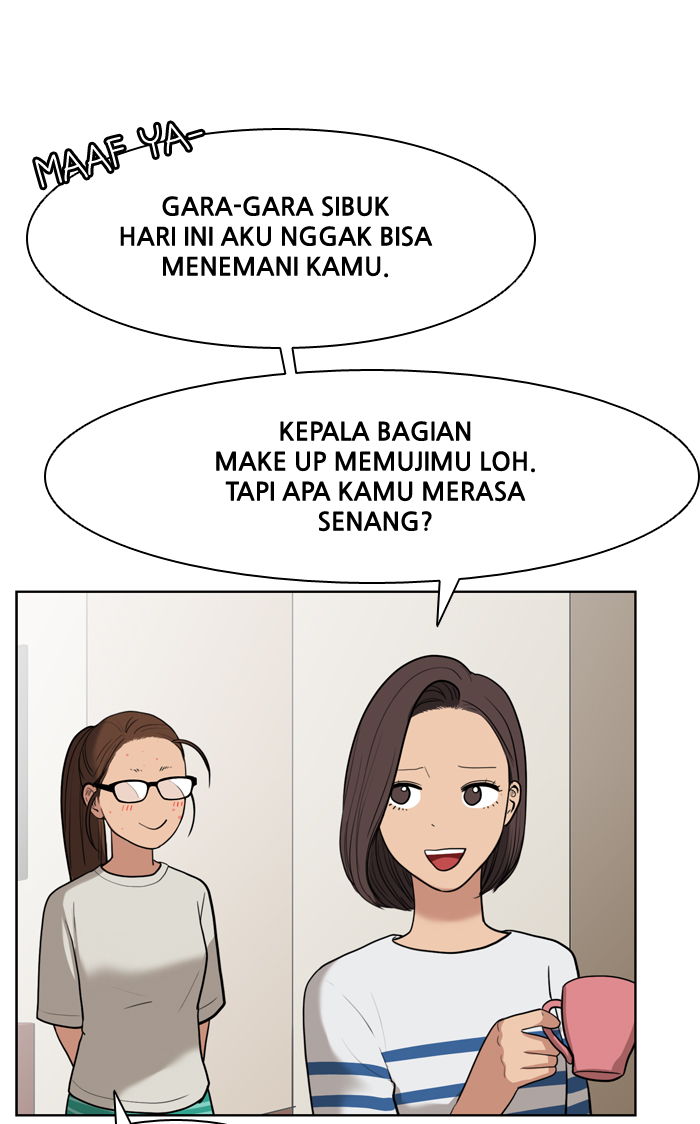 MAAF YA~
GARA-GARA SIBUK
HARI INI AKU NGGAK BISA
MENEMANI KAMU.
KEPALA BAGIAN
MAKE UP MEMUJIMU LOH.
TAPI APA KAMU MERASA
SENANG?